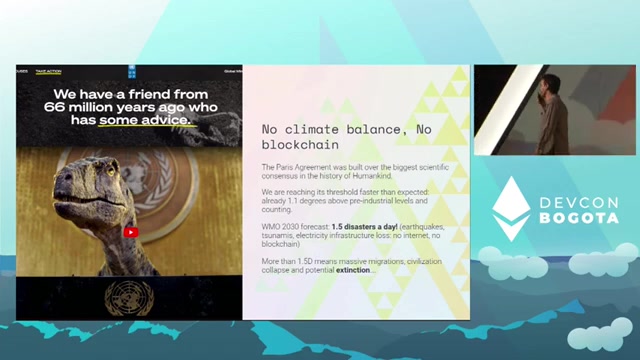 TAKE ACTION
We have a friend from
66 million years ago who
has some advice.
No climate balance, No
blockchain
The Paris Agreement was built over the biggest scientific
consensus in the history of Humankind.
We are reaching its threshold faster than expected:
already 1.1 degrees above pre-industrial levels and
counting.
WMO 2030 forecast: 1.5 disasters a day! (earthquakes,
tsunamis, electricity infrastructure loss: no internet, no
blockchain)
More than 1.5D means massive migrations, civilization
collapse and potential extinction...
DEVCON
BOGOTA